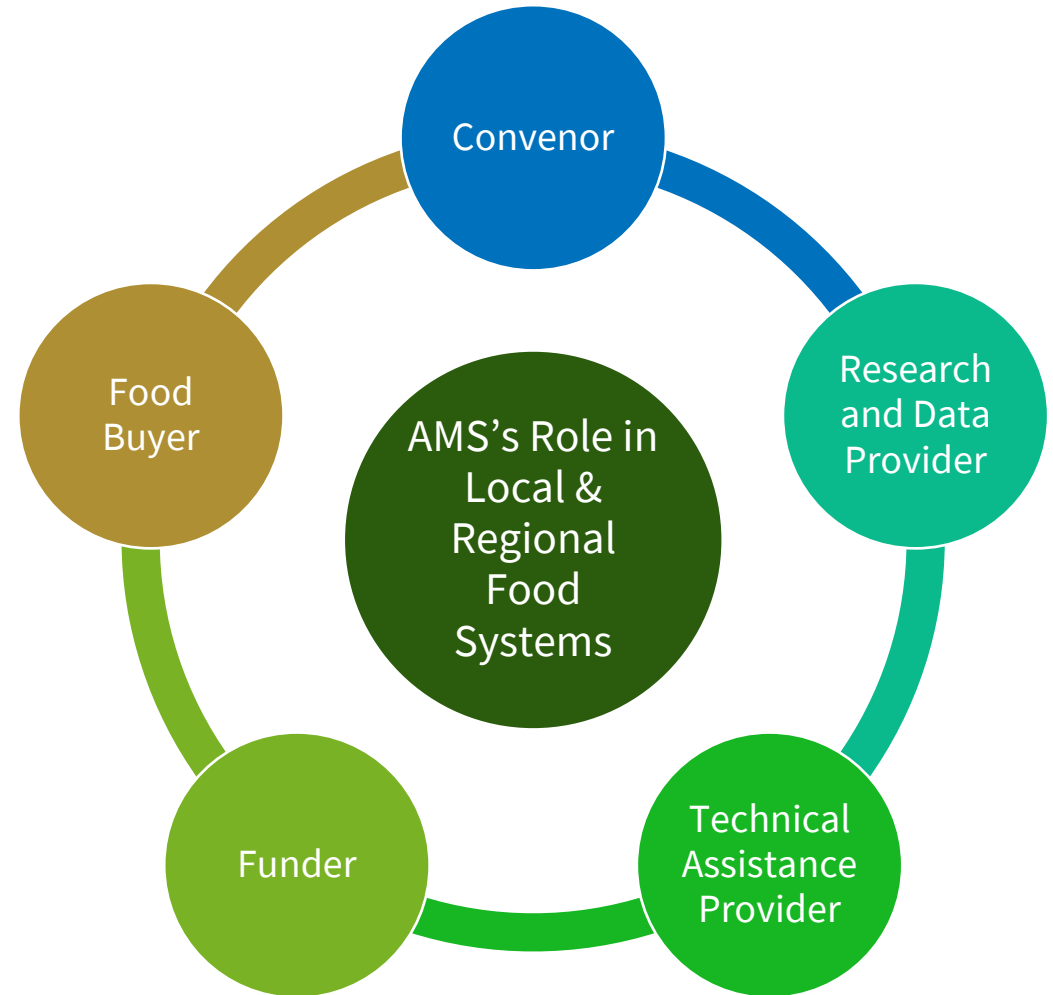 Convenor
Research
and Data
Provider
Technical
Assistance
Provider
Funder
Food
Buyer
AMS’s Role in
Local &
Regional
Food
Systems